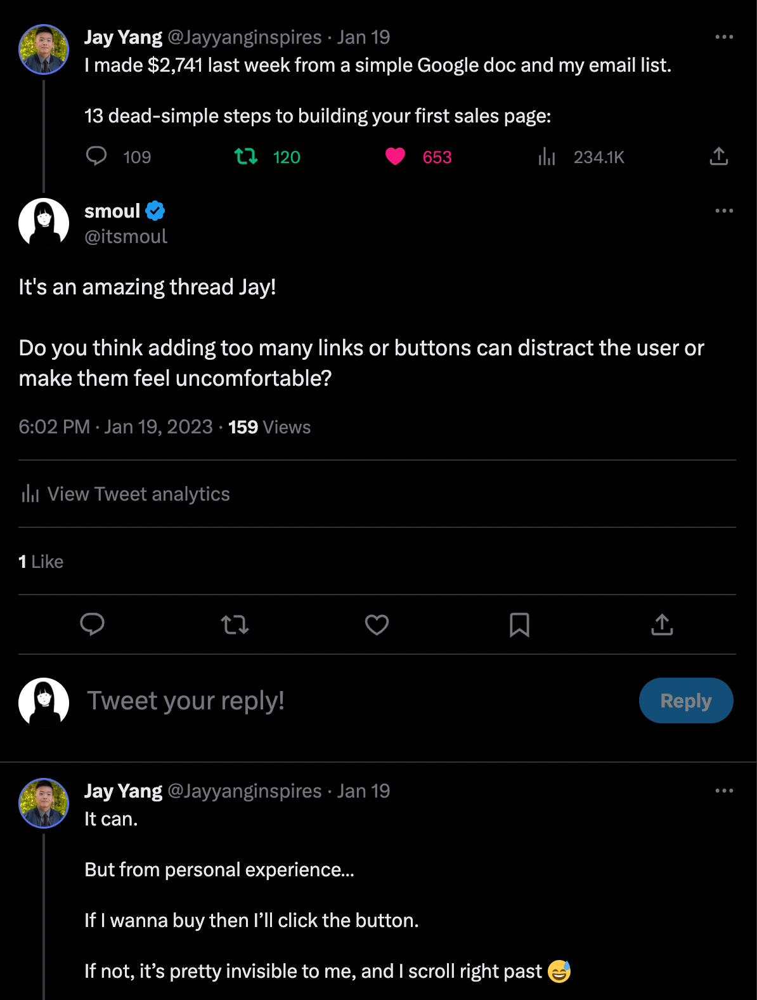 Jay Yang @Jayyanginspires · Jan 19
I made $2,741 last week from a simple Google doc and my email list.
13 dead-simple steps to building your first sales page:
109 120 653 234.1K
smoul
@itsmoul
It's an amazing thread Jay!
Do you think adding too many links or buttons can distract the user or
make them feel uncomfortable?
6:02 PM · Jan 19, 2023 · 159 Views
View Tweet analytics
1 Like
Tweet your reply!
Reply
Jay Yang @Jayyanginspires · Jan 19
It can.
But from personal experience...
If I wanna buy then I’ll click the button.
If not, it’s pretty invisible to me, and I scroll right past 😅